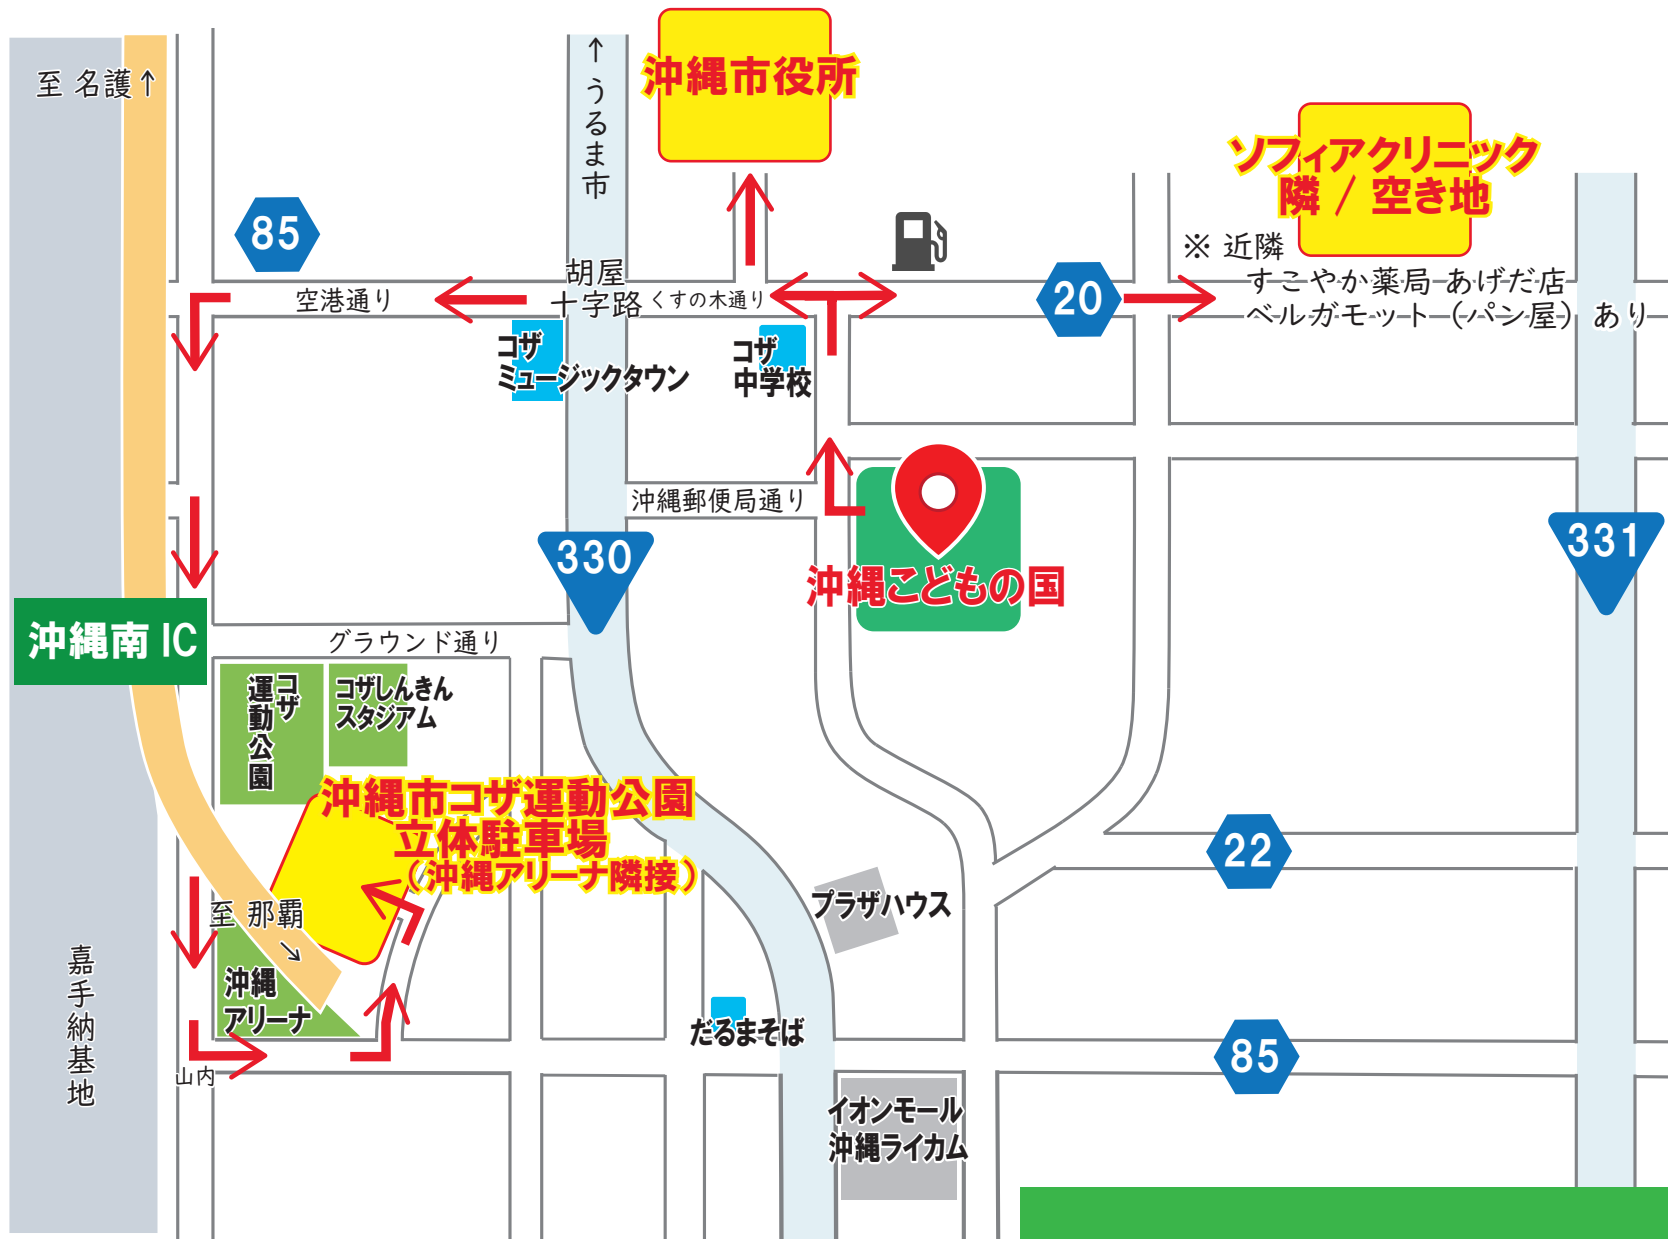 至 名護↑
↑うるま市
沖縄市役所
ソフィアクリニック
隣 / 空き地
※ 近隣
すこやか薬局 あげだ店
ベルガモット（パン屋）あり
85
20
空港通り
胡屋
十字路
くすの木通り
コザ
ミュージックタウン
コザ
中学校
沖縄郵便局通り
330
331
沖縄こどもの国
沖縄南 IC
グラウンド通り
コザ
運動公園
コザしんきん
スタジアム
沖縄市コザ運動公園
立体駐車場
（沖縄アリーナ隣接）
22
至 那覇
↘
プラザハウス
嘉手納基地
沖縄
アリーナ
だるまそば
85
山内
イオンモール
沖縄ライカム